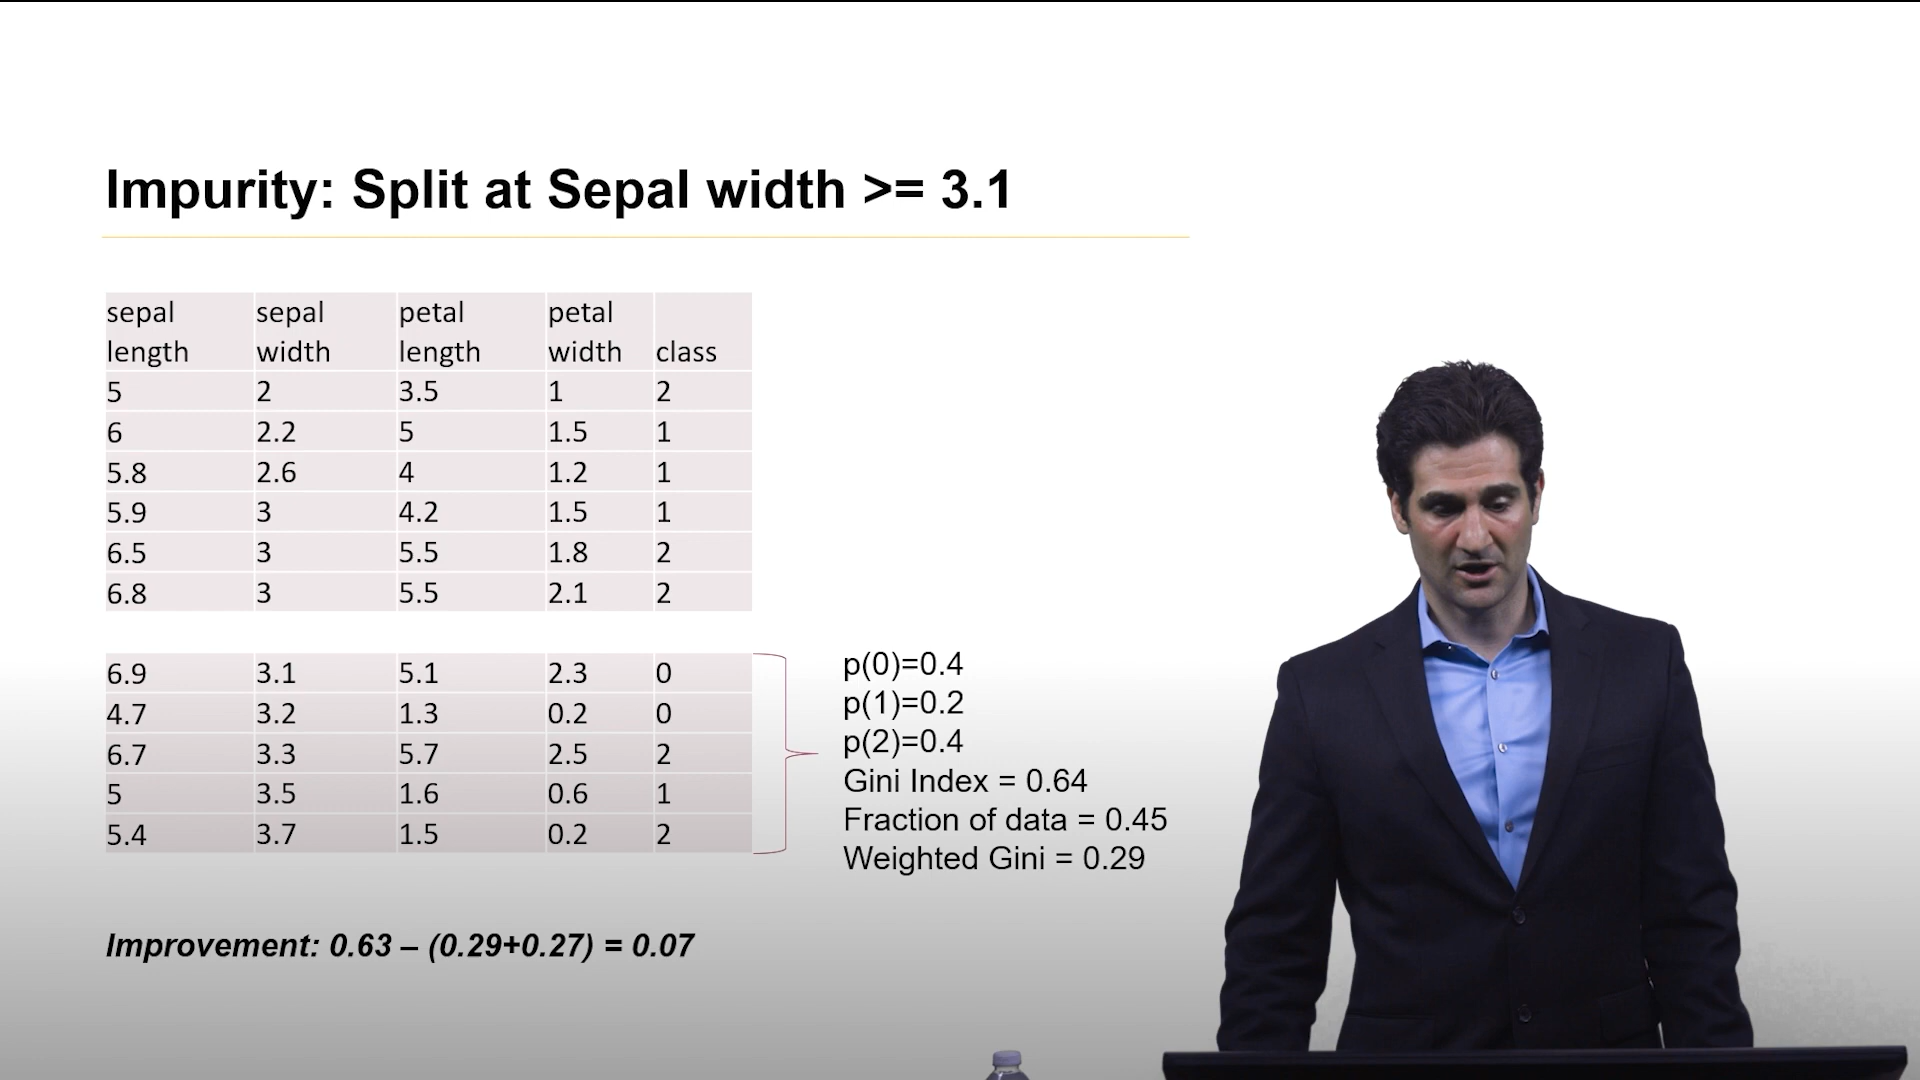 Impurity: Split at Sepal width >= 3.1
sepal length sepal width petal length petal width class
5 2 3.5 1 2
6 2.2 5 1.5 1
5.8 2.6 4 1.2 1
5.9 3 4.2 1.5 1
6.5 3 5.5 1.8 2
6.8 3 5.5 2.1 2
6.9 3.1 5.1 2.3 0
4.7 3.2 1.3 0.2 0
6.7 3.3 5.7 2.5 2
5 3.5 1.6 0.6 1
5.4 3.7 1.5 0.2 2
p(0)=0.4
p(1)=0.2
p(2)=0.4
Gini Index = 0.64
Fraction of data = 0.45
Weighted Gini = 0.29
Improvement: 0.63 – (0.29+0.27) = 0.07